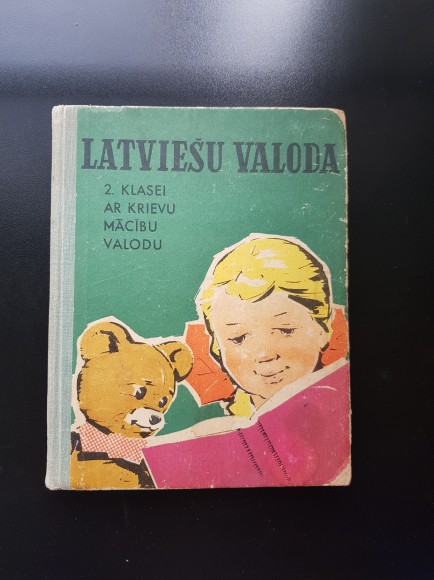 LATVIEŠU VALODA
2. KLASEI
AR KRIEVU
MĀCĪBU
VALODU